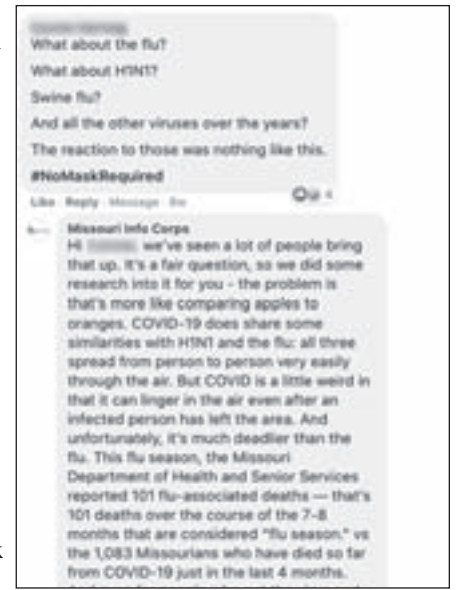 What about the flu?
What about H1N1?
Swine flu?
And all the other viruses over the years?
The reaction to those was nothing like this.
#NoMaskRequired
Like Reply Message
4
Missouri Info Corps
Hi we've seen a lot of people bring
that up. It's a fair question, so we did some
research into it for you - the problem is
that's more like comparing apples to
oranges. COVID-19 does share some
similarities with H1N1 and the flu: all three
spread from person to person very easily
through the air. But COVID is a little weird in
that it can linger in the air even after an
infected person has left the area. And
unfortunately, it's much deadlier than the
flu. This flu season, the Missouri
Department of Health and Senior Services
reported 101 flu-associated deaths — that's
101 deaths over the course of the 7-8
months that are considered "flu season." vs
the 1,083 Missourians who have died so far
from COVID-19 just in the last 4 months.